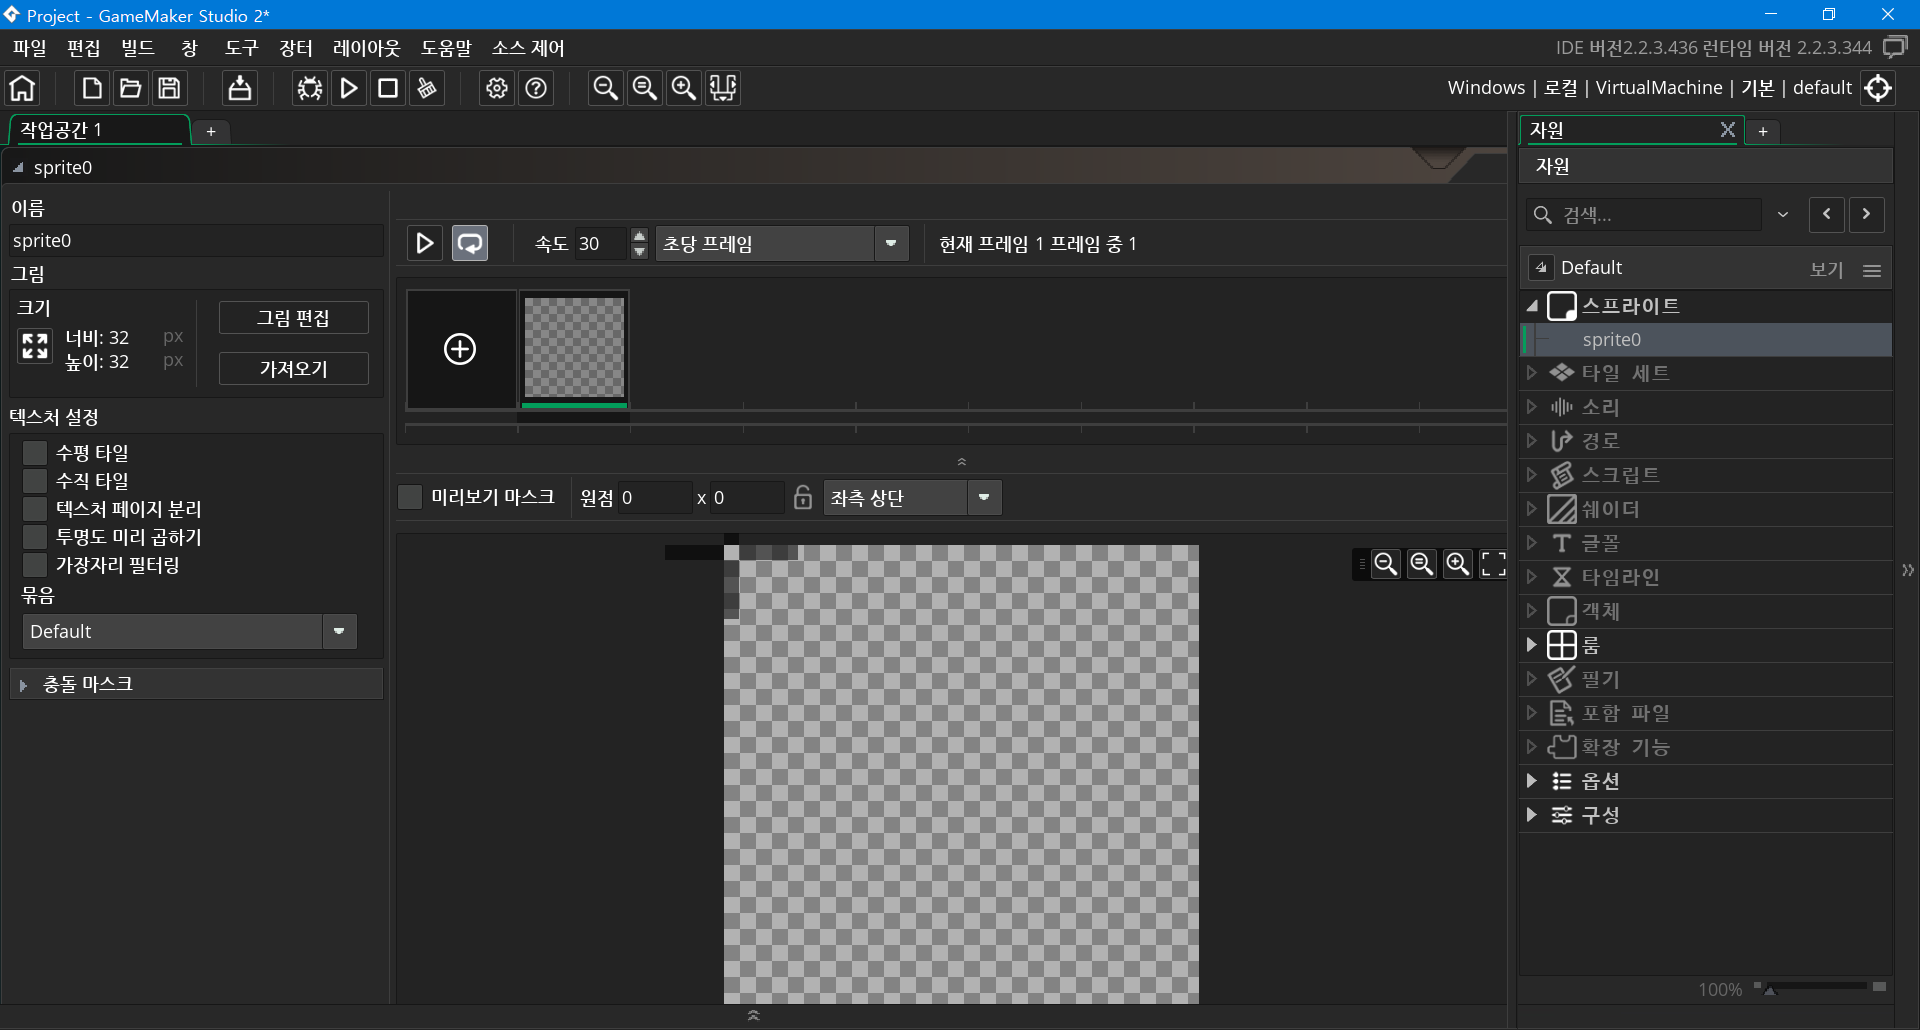 Project - GameMaker Studio 2*
파일 편집 빌드 창 도구 장터 레이아웃 도움말 소스 제어
IDE 버전2.2.3.436 런타임 버전 2.2.3.344
Windows | 로컬 | VirtualMachine | 기본 | default
작업공간 1
+
sprite0
이름
sprite0
그림
크기
너비: 32 px
높이: 32 px
그림 편집
가져오기
텍스처 설정
수평 타일
수직 타일
텍스처 페이지 분리
투명도 미리 곱하기
가장자리 필터링
묶음
Default
충돌 마스크
속도 30 초당 프레임
현재 프레임 1 프레임 중 1
미리보기 마스크
원점 0 x 0
좌측 상단
자원 X
+
자원
검색...
Default 보기
스프라이트
sprite0
타일 세트
소리
경로
스크립트
쉐이더
글꼴
타임라인
객체
룸
필기
포함 파일
확장 기능
옵션
구성
100%